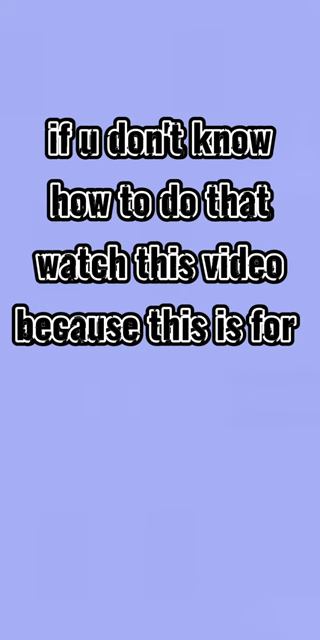 if u don't know
how to do that
watch this video
because this is for